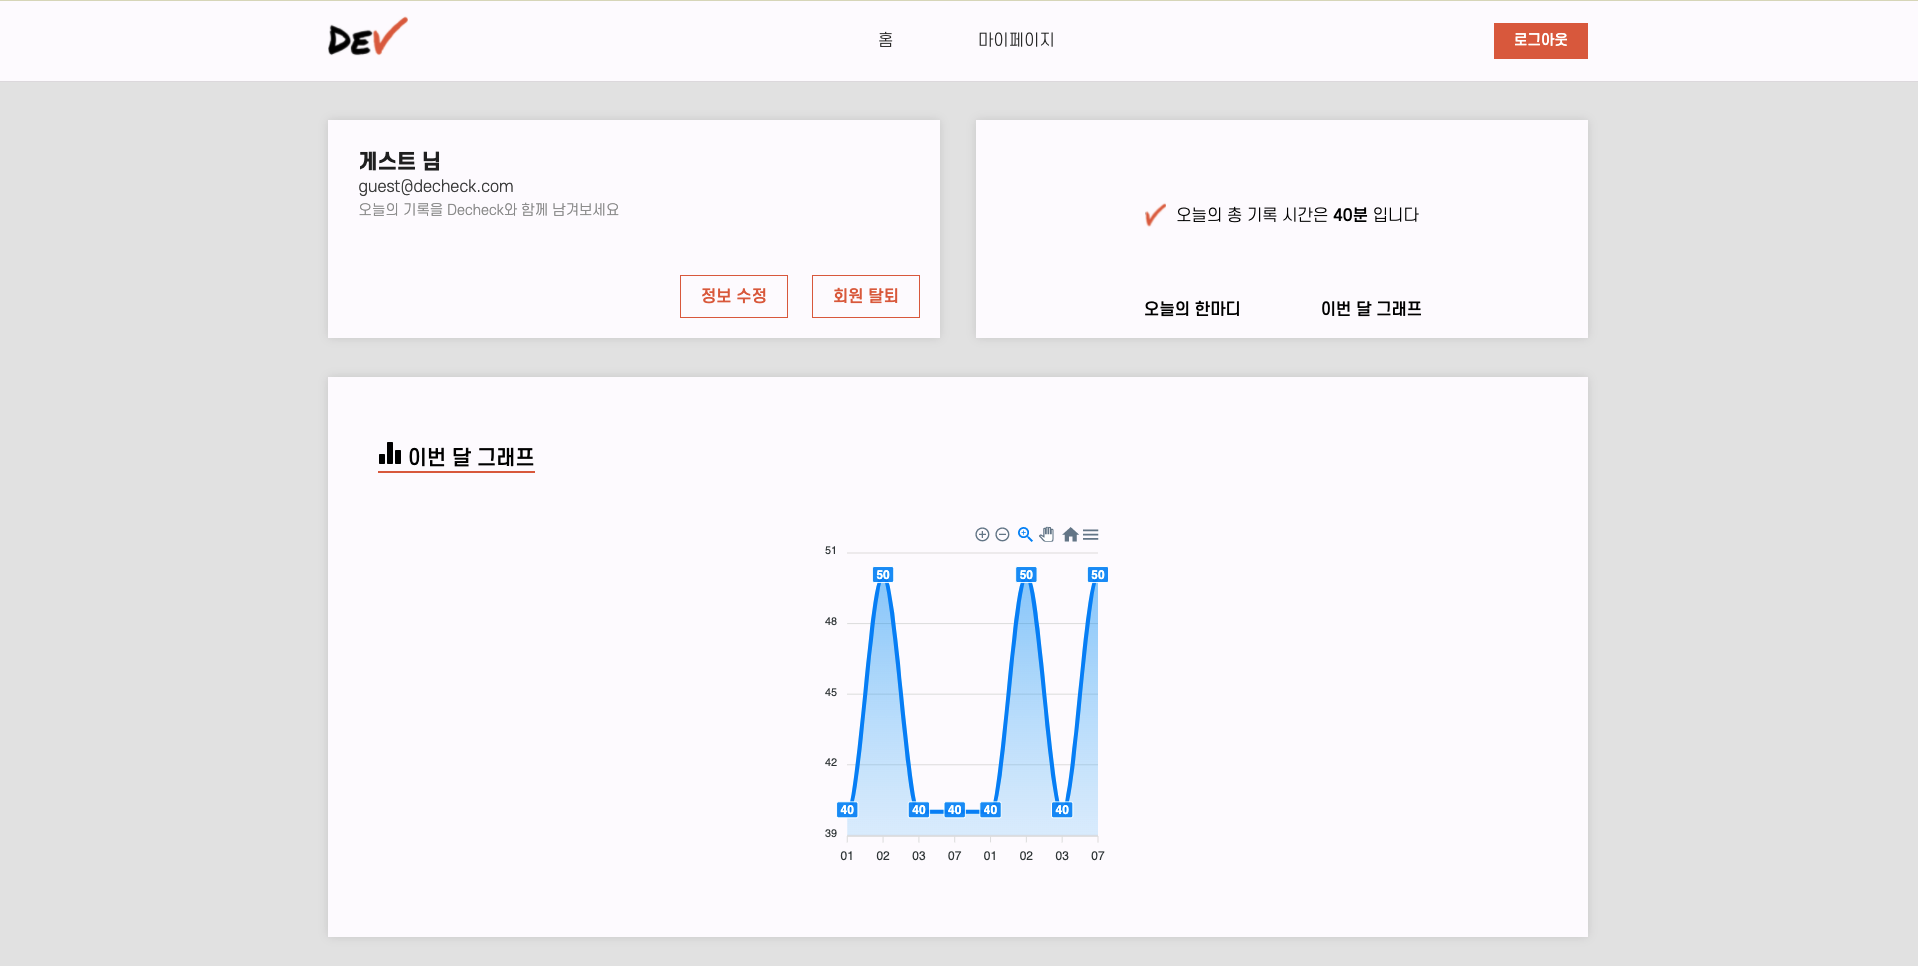 DEV
홈
마이페이지
로그아웃
게스트 님
guest@decheck.com
오늘의 기록을 Decheck와 함께 남겨보세요
정보 수정
회원 탈퇴
오늘의 총 기록 시간은 40분 입니다
오늘의 한마디
이번 달 그래프
이번 달 그래프
51
48
45
42
39
50
50
50
40
40
40
40
40
01
02
03
07
01
02
03
07